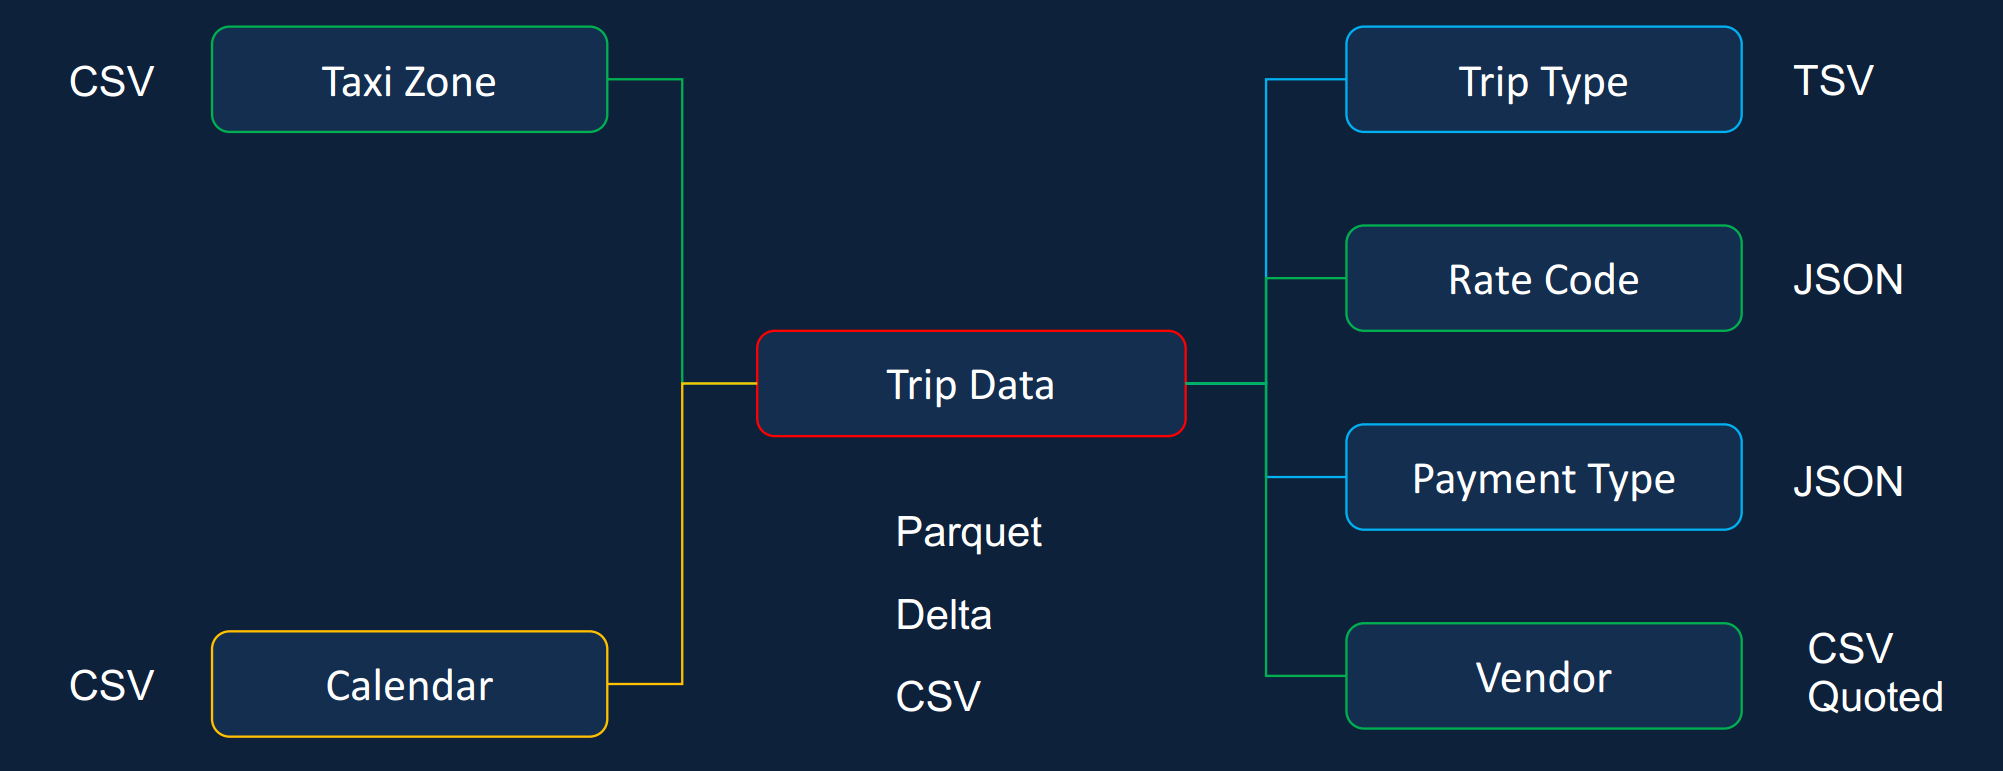 CSV
Taxi Zone
Trip Type
TSV
Rate Code
JSON
Trip Data
Payment Type
JSON
Parquet
Delta
CSV
CSV
Calendar
Vendor
CSV
Quoted